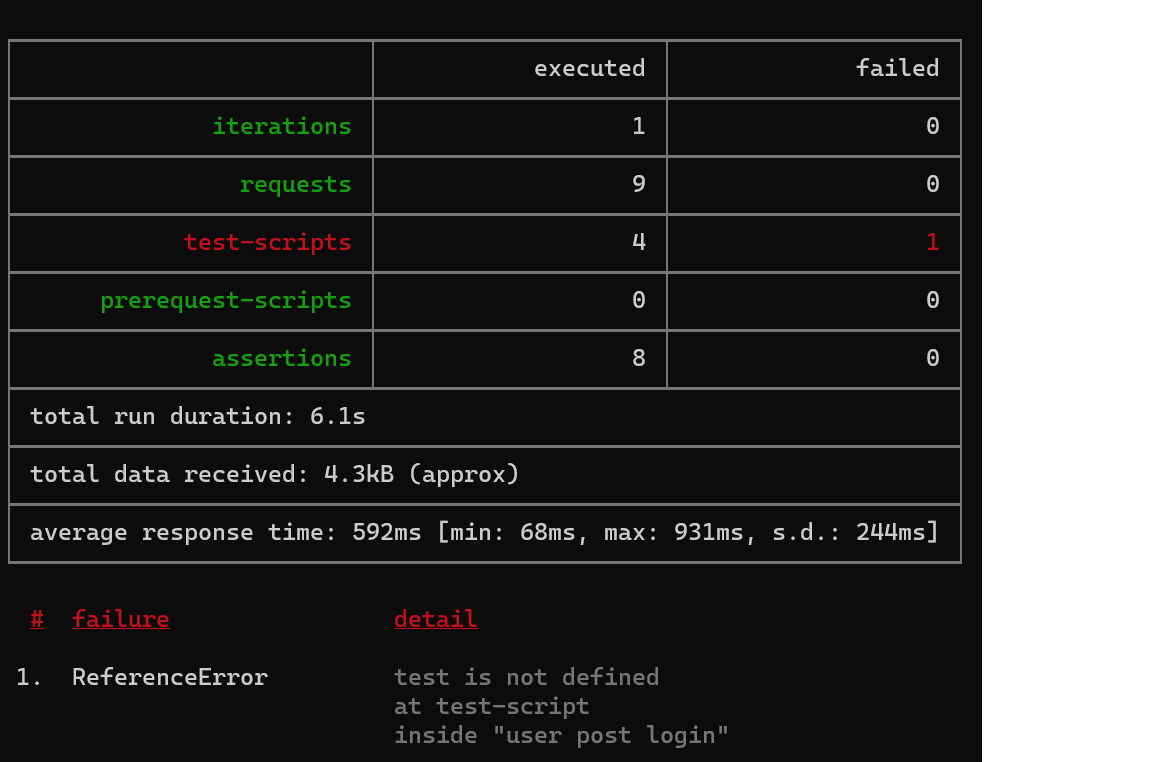 executed failed
iterations 1 0
requests 9 0
test-scripts 4 1
prerequest-scripts 0 0
assertions 8 0
total run duration: 6.1s
total data received: 4.3kB (approx)
average response time: 592ms [min: 68ms, max: 931ms, s.d.: 244ms]
# failure detail
1. ReferenceError test is not defined
at test-script
inside "user post login"